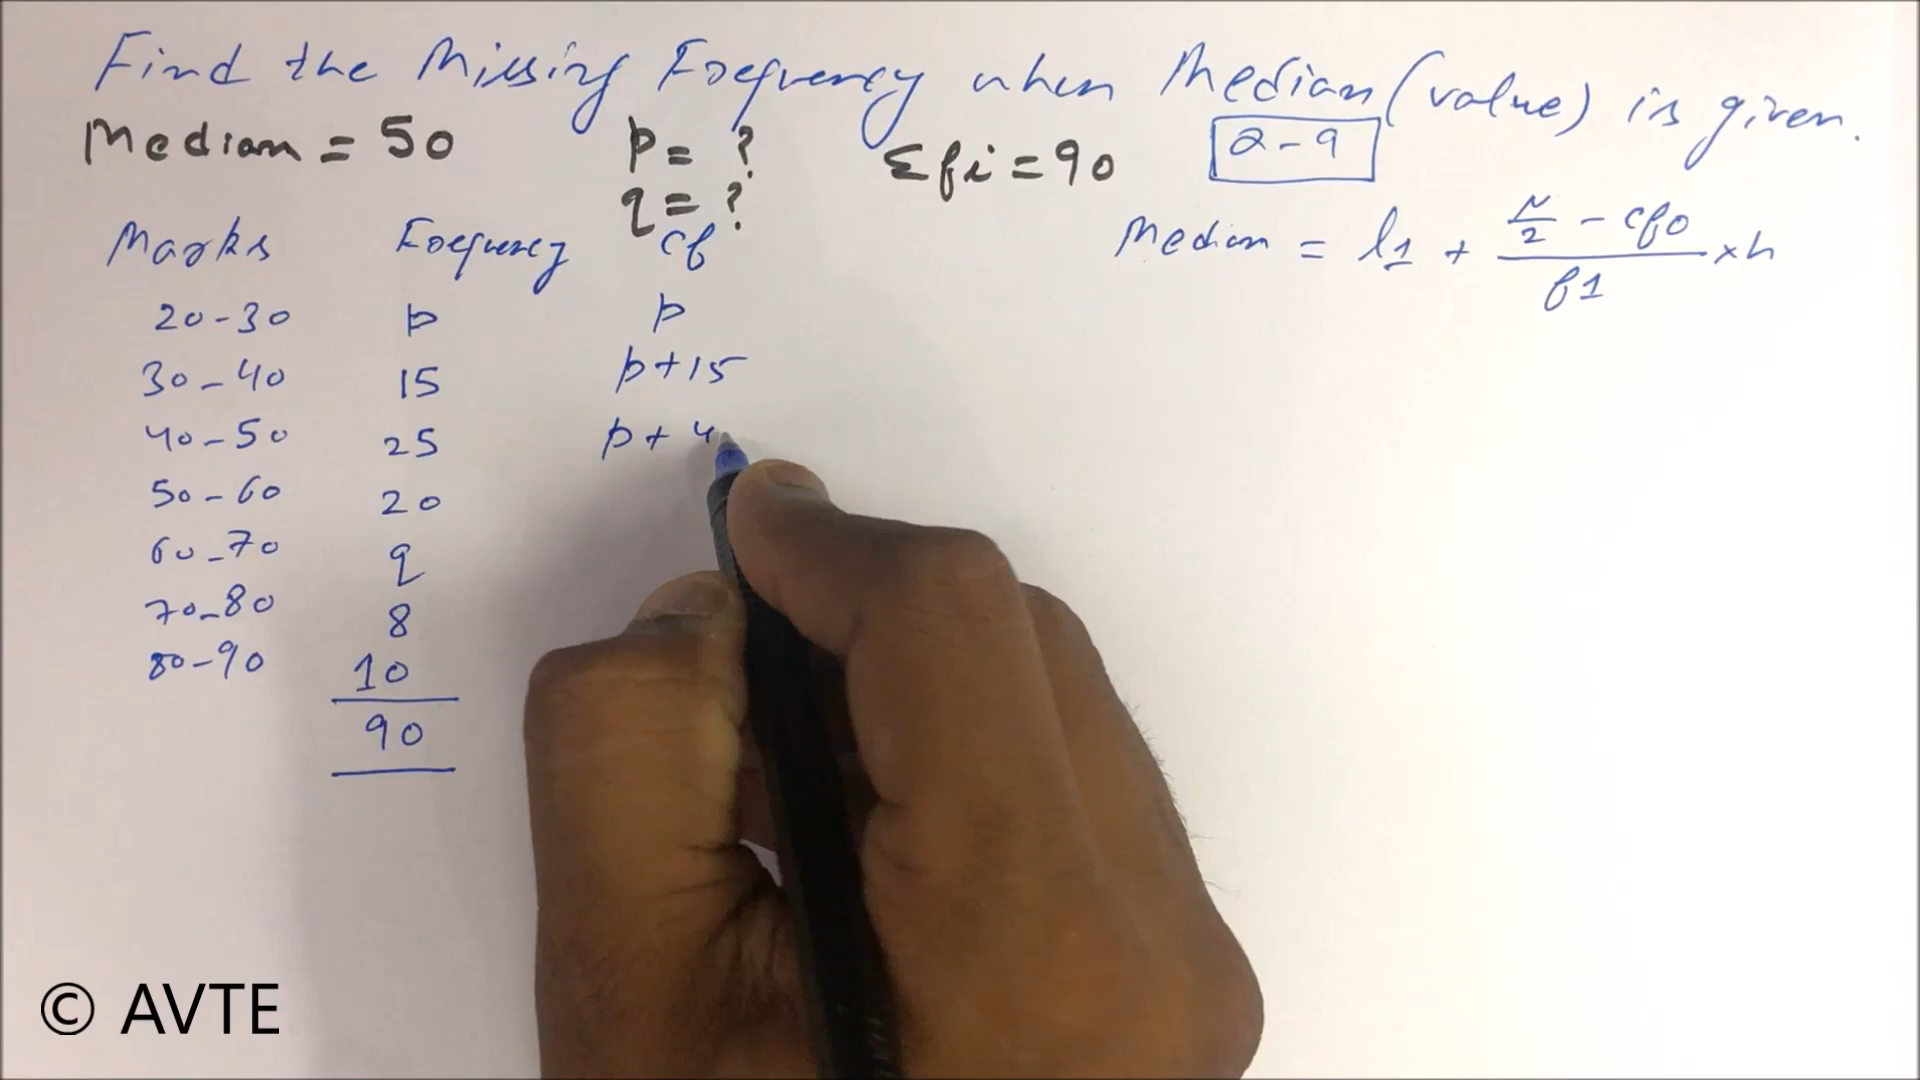 Find the Missing Frequency when Median (value) is given.
Median = 50 p = ? Σfi = 90 Q-9
q = ?
Marks Frequency cf Median = l1 + (N/2 - cf0)/f1 × h
20-30 p p
30-40 15 p+15
40-50 25 p+4
50-60 20
60-70 q
70-80 8
80-90 10
90
© AVTE